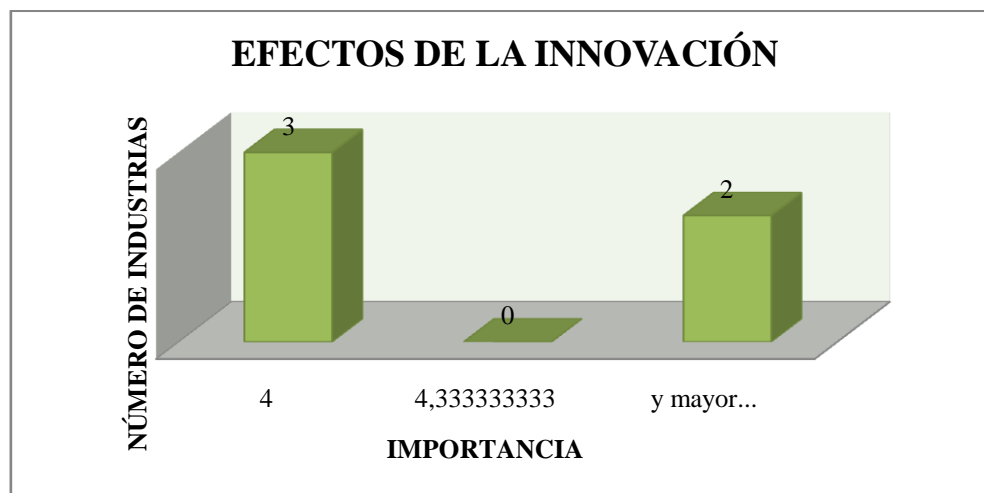 EFECTOS DE LA INNOVACIÓN
NÚMERO DE INDUSTRIAS
3
0
2
4
4,333333333
y mayor...
IMPORTANCIA